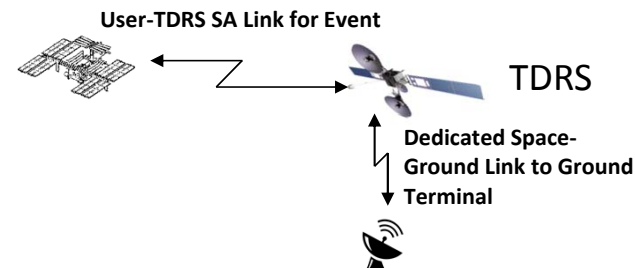 User-TDRS SA Link for Event
TDRS
Dedicated Space-
Ground Link to Ground
Terminal